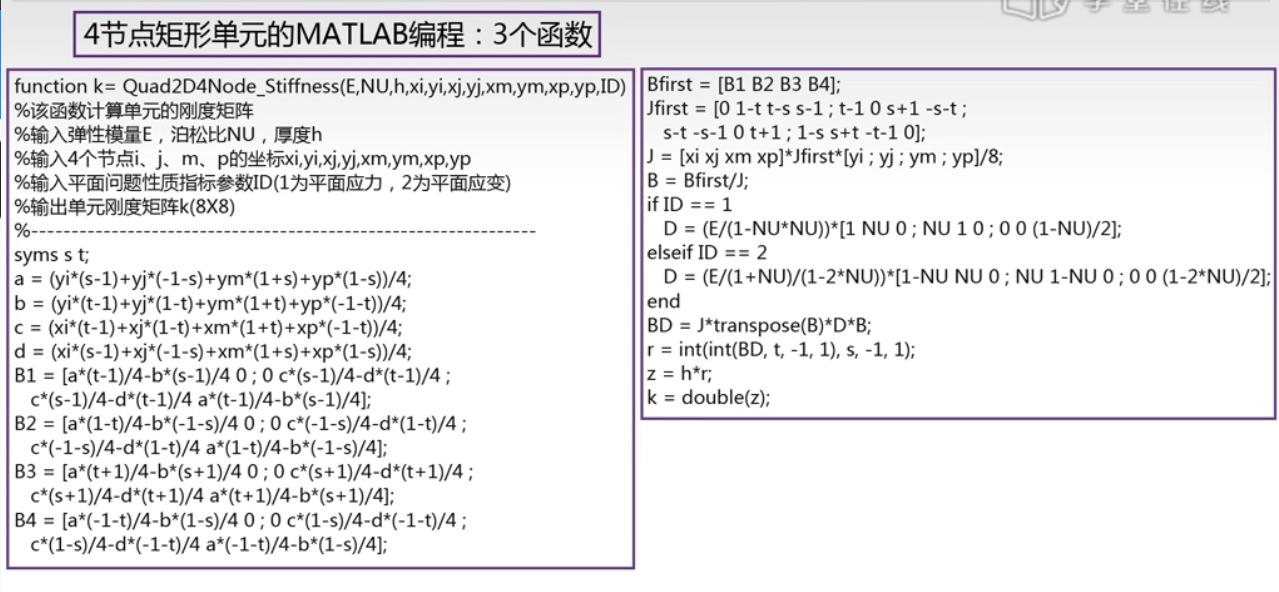 学堂在线
4节点矩形单元的MATLAB编程：3个函数
function k= Quad2D4Node_Stiffness(E,NU,h,xi,yi,xj,yj,xm,ym,xp,yp,ID)
%该函数计算单元的刚度矩阵
%输入弹性模量E，泊松比NU，厚度h
%输入4个节点i、j、m、p的坐标xi,yi,xj,yj,xm,ym,xp,yp
%输入平面问题性质指标参数ID(1为平面应力，2为平面应变)
%输出单元刚度矩阵k(8X8)
%---------------------------------------------------------------
syms s t;
a = (yi*(s-1)+yj*(-1-s)+ym*(1+s)+yp*(1-s))/4;
b = (yi*(t-1)+yj*(1-t)+ym*(1+t)+yp*(-1-t))/4;
c = (xi*(t-1)+xj*(1-t)+xm*(1+t)+xp*(-1-t))/4;
d = (xi*(s-1)+xj*(-1-s)+xm*(1+s)+xp*(1-s))/4;
B1 = [a*(t-1)/4-b*(s-1)/4 0 ; 0 c*(s-1)/4-d*(t-1)/4 ;
c*(s-1)/4-d*(t-1)/4 a*(t-1)/4-b*(s-1)/4];
B2 = [a*(1-t)/4-b*(-1-s)/4 0 ; 0 c*(-1-s)/4-d*(1-t)/4 ;
c*(-1-s)/4-d*(1-t)/4 a*(1-t)/4-b*(-1-s)/4];
B3 = [a*(t+1)/4-b*(s+1)/4 0 ; 0 c*(s+1)/4-d*(t+1)/4 ;
c*(s+1)/4-d*(t+1)/4 a*(t+1)/4-b*(s+1)/4];
B4 = [a*(-1-t)/4-b*(1-s)/4 0 ; 0 c*(1-s)/4-d*(-1-t)/4 ;
c*(1-s)/4-d*(-1-t)/4 a*(-1-t)/4-b*(1-s)/4];
Bfirst = [B1 B2 B3 B4];
Jfirst = [0 1-t t-s s-1 ; t-1 0 s+1 -s-t ;
s-t -s-1 0 t+1 ; 1-s s+t -t-1 0];
J = [xi xj xm xp]*Jfirst*[yi ; yj ; ym ; yp]/8;
B = Bfirst/J;
if ID == 1
D = (E/(1-NU*NU))*[1 NU 0 ; NU 1 0 ; 0 0 (1-NU)/2];
elseif ID == 2
D = (E/(1+NU)/(1-2*NU))*[1-NU NU 0 ; NU 1-NU 0 ; 0 0 (1-2*NU)/2];
end
BD = J*transpose(B)*D*B;
r = int(int(BD, t, -1, 1), s, -1, 1);
z = h*r;
k = double(z);